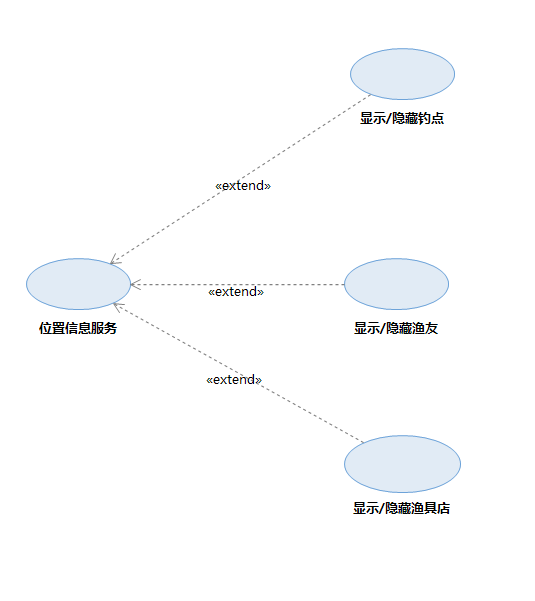 显示/隐藏钓点
«extend»
«extend»
位置信息服务
显示/隐藏渔友
«extend»
显示/隐藏渔具店